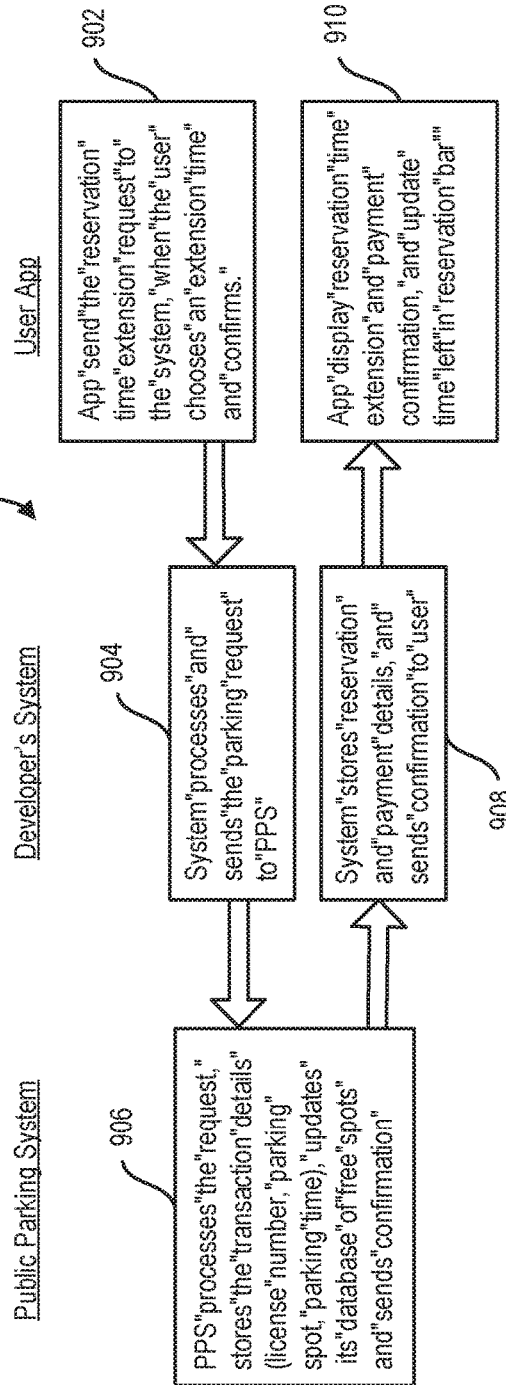 Public Parking System
Developer's System
User App
906
PPS"processes"the"request,"
stores"the"transaction"details"
(license"number,"parking"
spot,"parking"time),"updates"
its"database"of"free"spots"
and"sends"confirmation"
904
System"processes"and"
sends"the"parking"request"
to"PPS"
System"stores"reservation"
and"payment"details,"and"
sends"confirmation"to"user"
908
902
App"send"the"reservation"
time"extension"request"to"
the"system,"when"the"user"
chooses"an"extension"time"
and"confirms."
App"display"reservation"time"
extension"and"payment"
confirmation,"and"update"
time"left"in"reservation"bar""
910